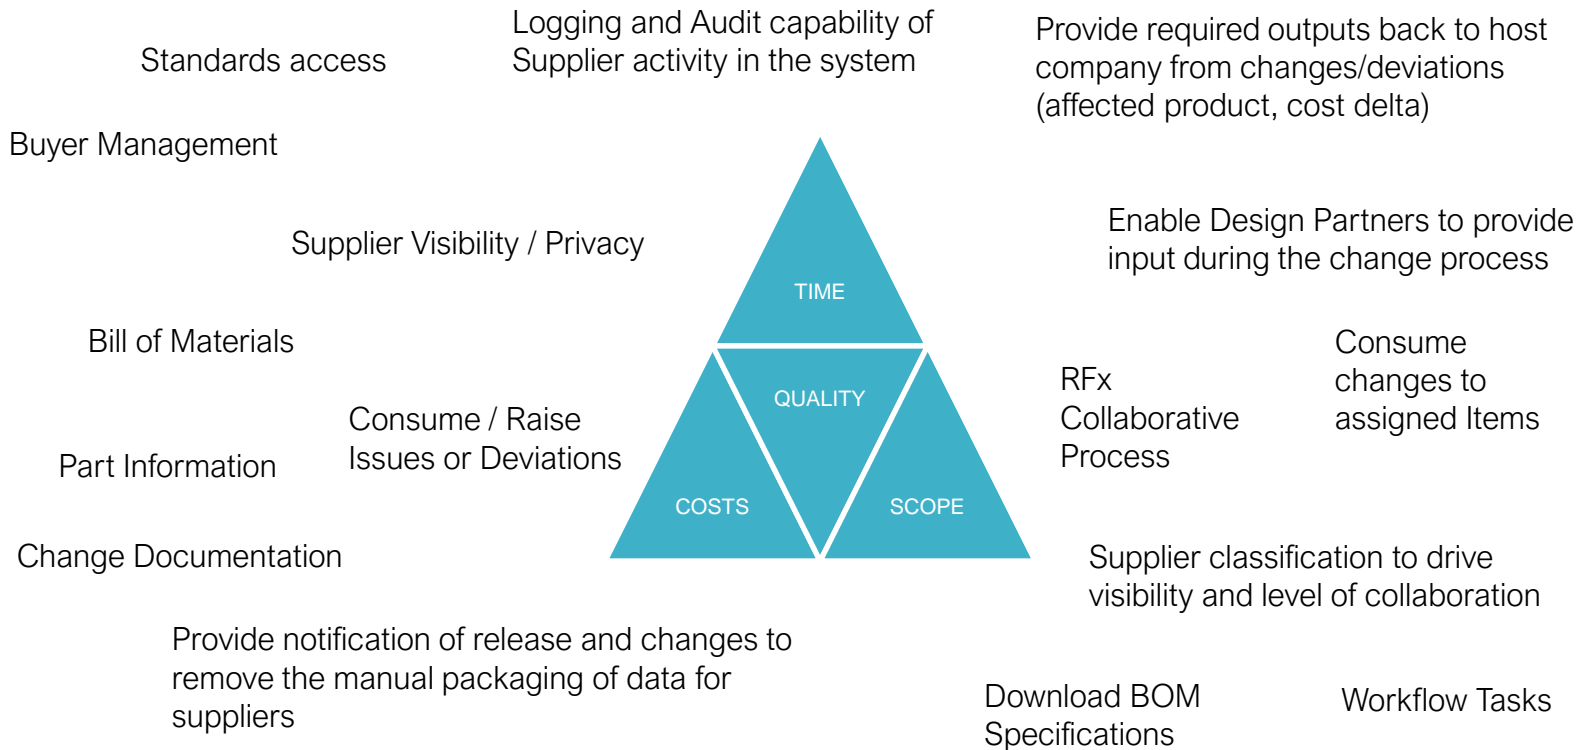 Logging and Audit capability of
Supplier activity in the system
Provide required outputs back to host
company from changes/deviations
(affected product, cost delta)
Standards access
Buyer Management
Supplier Visibility / Privacy
Enable Design Partners to provide
input during the change process
TIME
Bill of Materials
Consume
changes to
assigned Items
RFx
Collaborative
Process
QUALITY
Consume / Raise
Issues or Deviations
Part Information
COSTS
SCOPE
Change Documentation
Supplier classification to drive
visibility and level of collaboration
Provide notification of release and changes to
remove the manual packaging of data for
suppliers
Download BOM
Specifications
Workflow Tasks